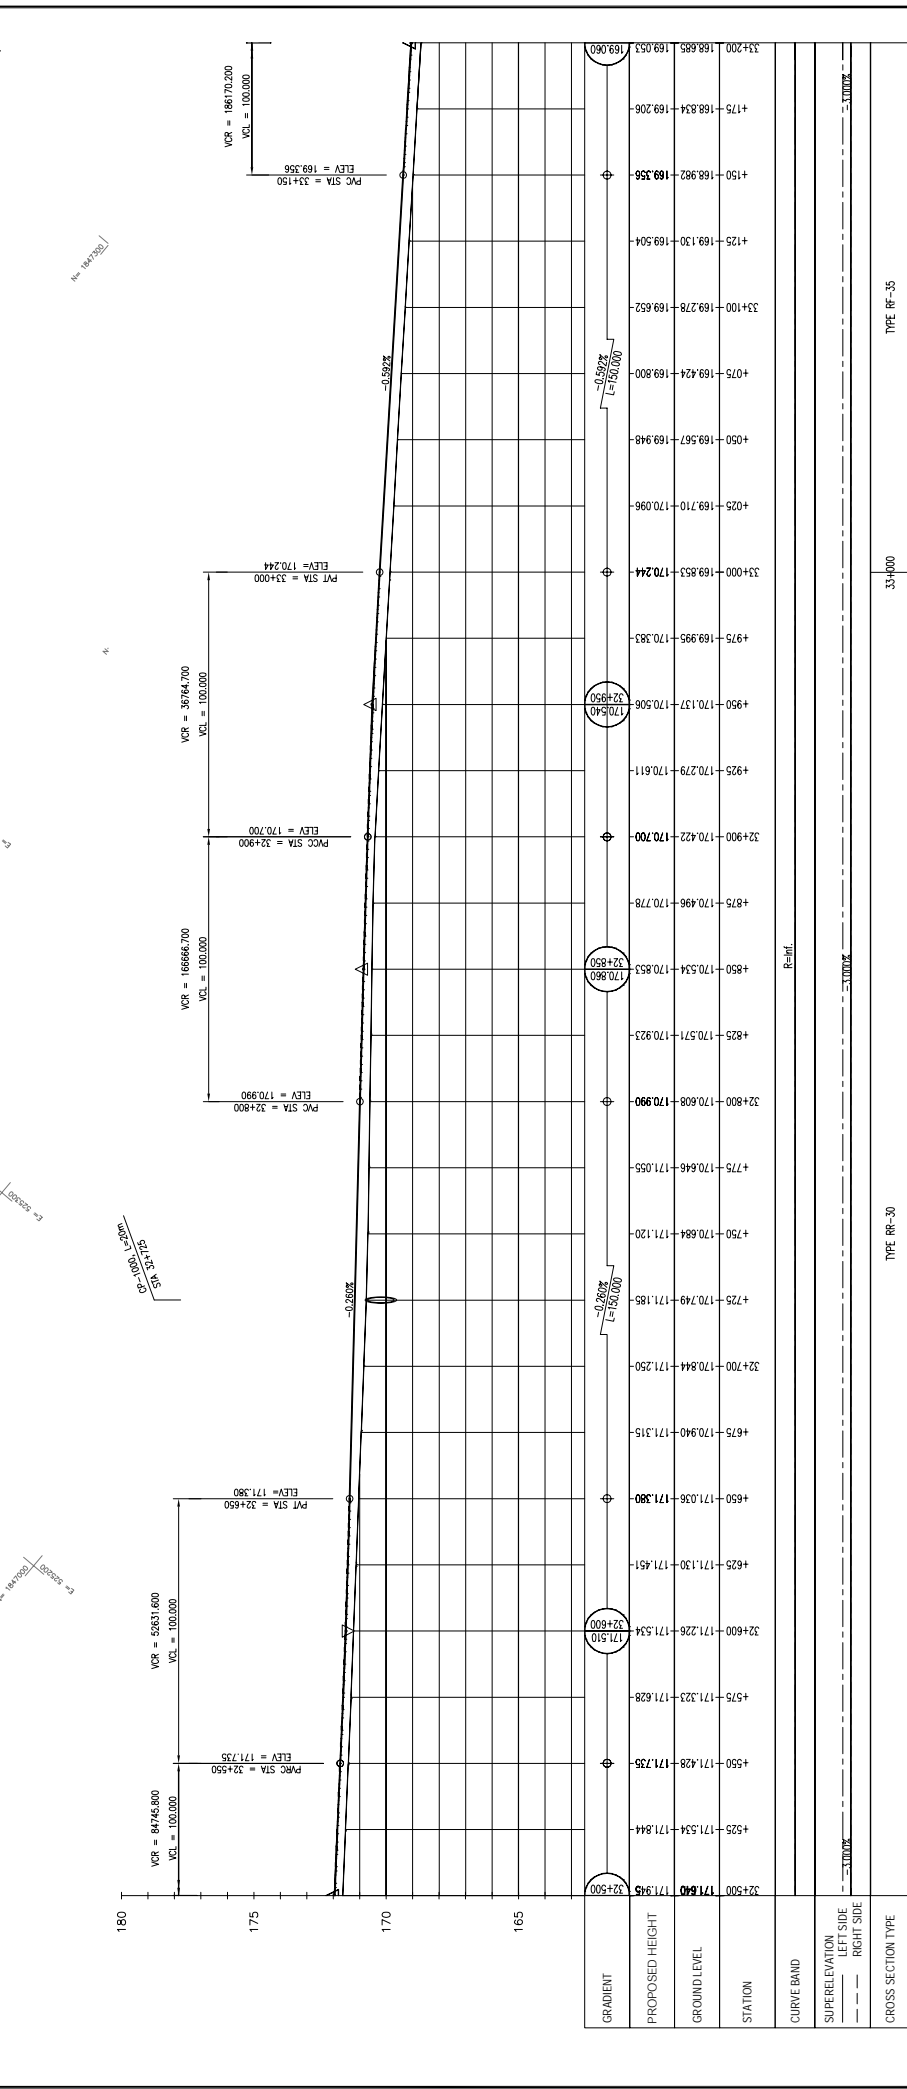 VCR = 84745.800
VCL = 100.000
VCR = 52631.600
VCL = 100.000
VCR = 166666.700
VCL = 100.000
VCR = 36764.700
VCL = 100.000
VCR = 186170.200
VCL = 100.000
PVRC STA = 32+550
ELEV = 171.735
PVT STA = 32+650
ELEV= 171.380
PVC STA = 32+800
ELEV = 170.990
PVCC STA = 32+900
ELEV = 170.700
PVT STA = 33+000
ELEV= 170.244
PVC STA = 33+150
ELEV = 169.356
N= 1847000
E= 525200
E= 525300
N= 1847300
N-
CP-1000, L=20m
STA 32+725
-0.260%
-0.592%
180
175
170
165
GRADIENT
32+500
171.510
32+600
-0.260%
L=150.000
170.860
32+850
170.540
32+950
-0.592%
L=150.000
169.060
PROPOSED HEIGHT
171.945 171.844 171.735 171.628 171.534 171.451 171.380 171.315 171.250 171.185 171.120 171.055 170.990 170.923 170.853 170.778 170.700 170.611 170.506 170.383 170.244 170.096 169.948 169.800 169.652 169.504 169.356 169.206 169.053
GROUND LEVEL
171.640 171.534 171.428 171.323 171.226 171.130 171.036 170.940 170.844 170.749 170.684 170.646 170.608 170.571 170.534 170.496 170.422 170.279 170.137 169.995 169.853 169.710 169.567 169.424 169.278 169.130 168.982 168.834 168.685
STATION
32+500 +525 +550 +575 32+600 +625 +650 +675 32+700 +725 +750 +775 32+800 +825 +850 +875 32+900 +925 +950 +975 33+000 +025 +050 +075 33+100 +125 +150 +175 33+200
CURVE BAND
R=Inf.
SUPERELEVATION
LEFT SIDE
RIGHT SIDE
-3.000% -3.000% -3.000%
CROSS SECTION TYPE
TYPE RR-30
33+000
TYPE RF-35